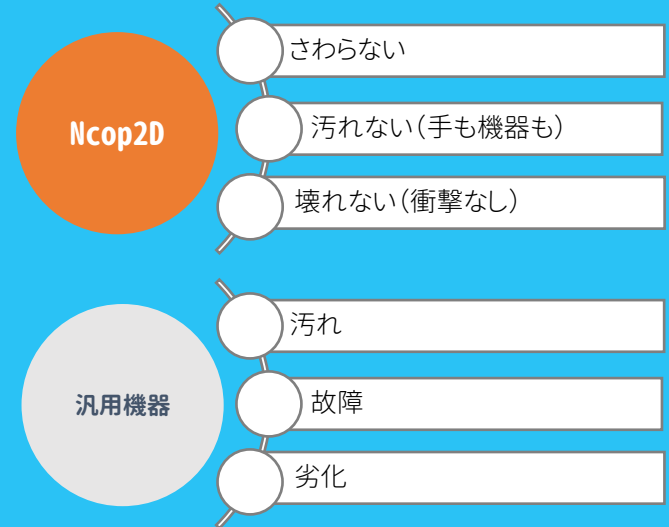 Ncop2D
さわらない
汚れない(手も機器も)
壊れない(衝撃なし)
汎用機器
汚れ
故障
劣化